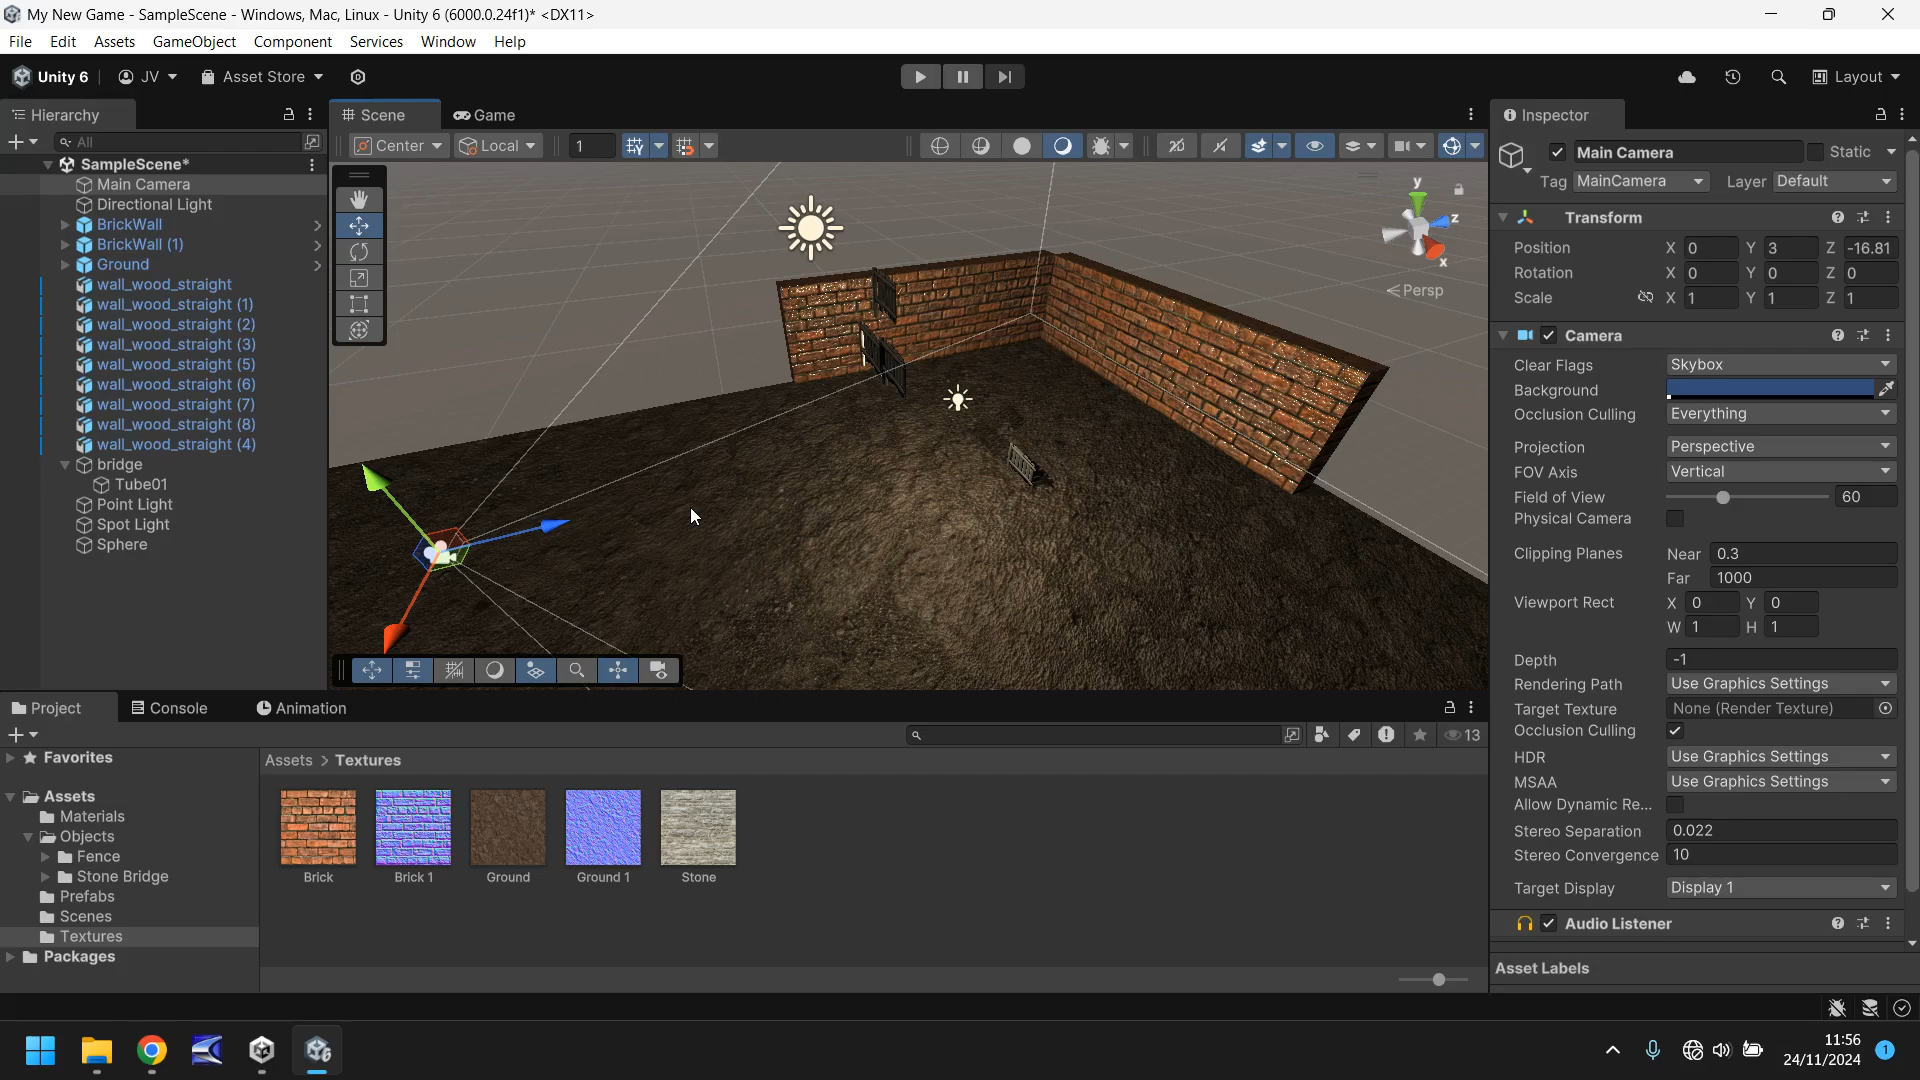 My New Game - SampleScene - Windows, Mac, Linux - Unity 6 (6000.0.24f1)* <DX11>
File Edit Assets GameObject Component Services Window Help
Unity 6 JV Asset Store Layout
Hierarchy
All
SampleScene*
Main Camera
Directional Light
BrickWall
BrickWall (1)
Ground
wall_wood_straight
wall_wood_straight (1)
wall_wood_straight (2)
wall_wood_straight (3)
wall_wood_straight (5)
wall_wood_straight (6)
wall_wood_straight (7)
wall_wood_straight (8)
wall_wood_straight (4)
bridge
Tube01
Point Light
Spot Light
Sphere
Scene Game
Center Local 1
y
z
x
Persp
Inspector
Main Camera Static
Tag MainCamera Layer Default
Transform
Position X 0 Y 3 Z -16.81
Rotation X 0 Y 0 Z 0
Scale X 1 Y 1 Z 1
Camera
Clear Flags Skybox
Background
Occlusion Culling Everything
Projection Perspective
FOV Axis Vertical
Field of View 60
Physical Camera
Clipping Planes Near 0.3
Far 1000
Viewport Rect X 0 Y 0
W 1 H 1
Depth -1
Rendering Path Use Graphics Settings
Target Texture None (Render Texture)
Occlusion Culling
HDR Use Graphics Settings
MSAA Use Graphics Settings
Allow Dynamic Re...
Stereo Separation 0.022
Stereo Convergence 10
Target Display Display 1
Audio Listener
Asset Labels
Project Console Animation
13
Favorites
Assets
Materials
Objects
Fence
Stone Bridge
Prefabs
Scenes
Textures
Packages
Assets > Textures
Brick Brick 1 Ground Ground 1 Stone
6
11:56
24/11/2024
1